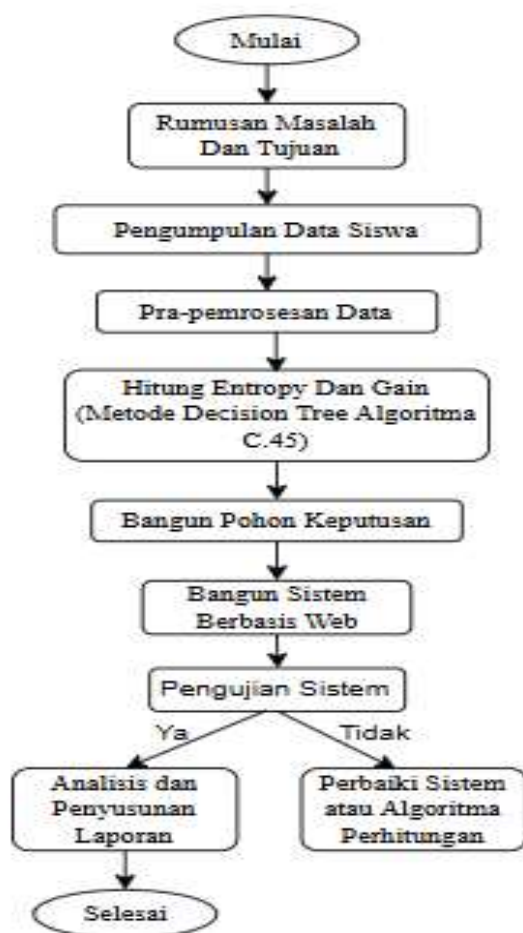 Mulai
Rumusan Masalah
Dan Tujuan
Pengumpulan Data Siswa
Pra-pemrosesan Data
Hitung Entropy Dan Gain
(Metode Decision Tree Algoritma
C.45)
Bangun Pohon Keputusan
Bangun Sistem
Berbasis Web
Pengujian Sistem
Ya
Tidak
Analisis dan
Penyusunan
Laporan
Perbaiki Sistem
atau Algoritma
Perhitungan
Selesai